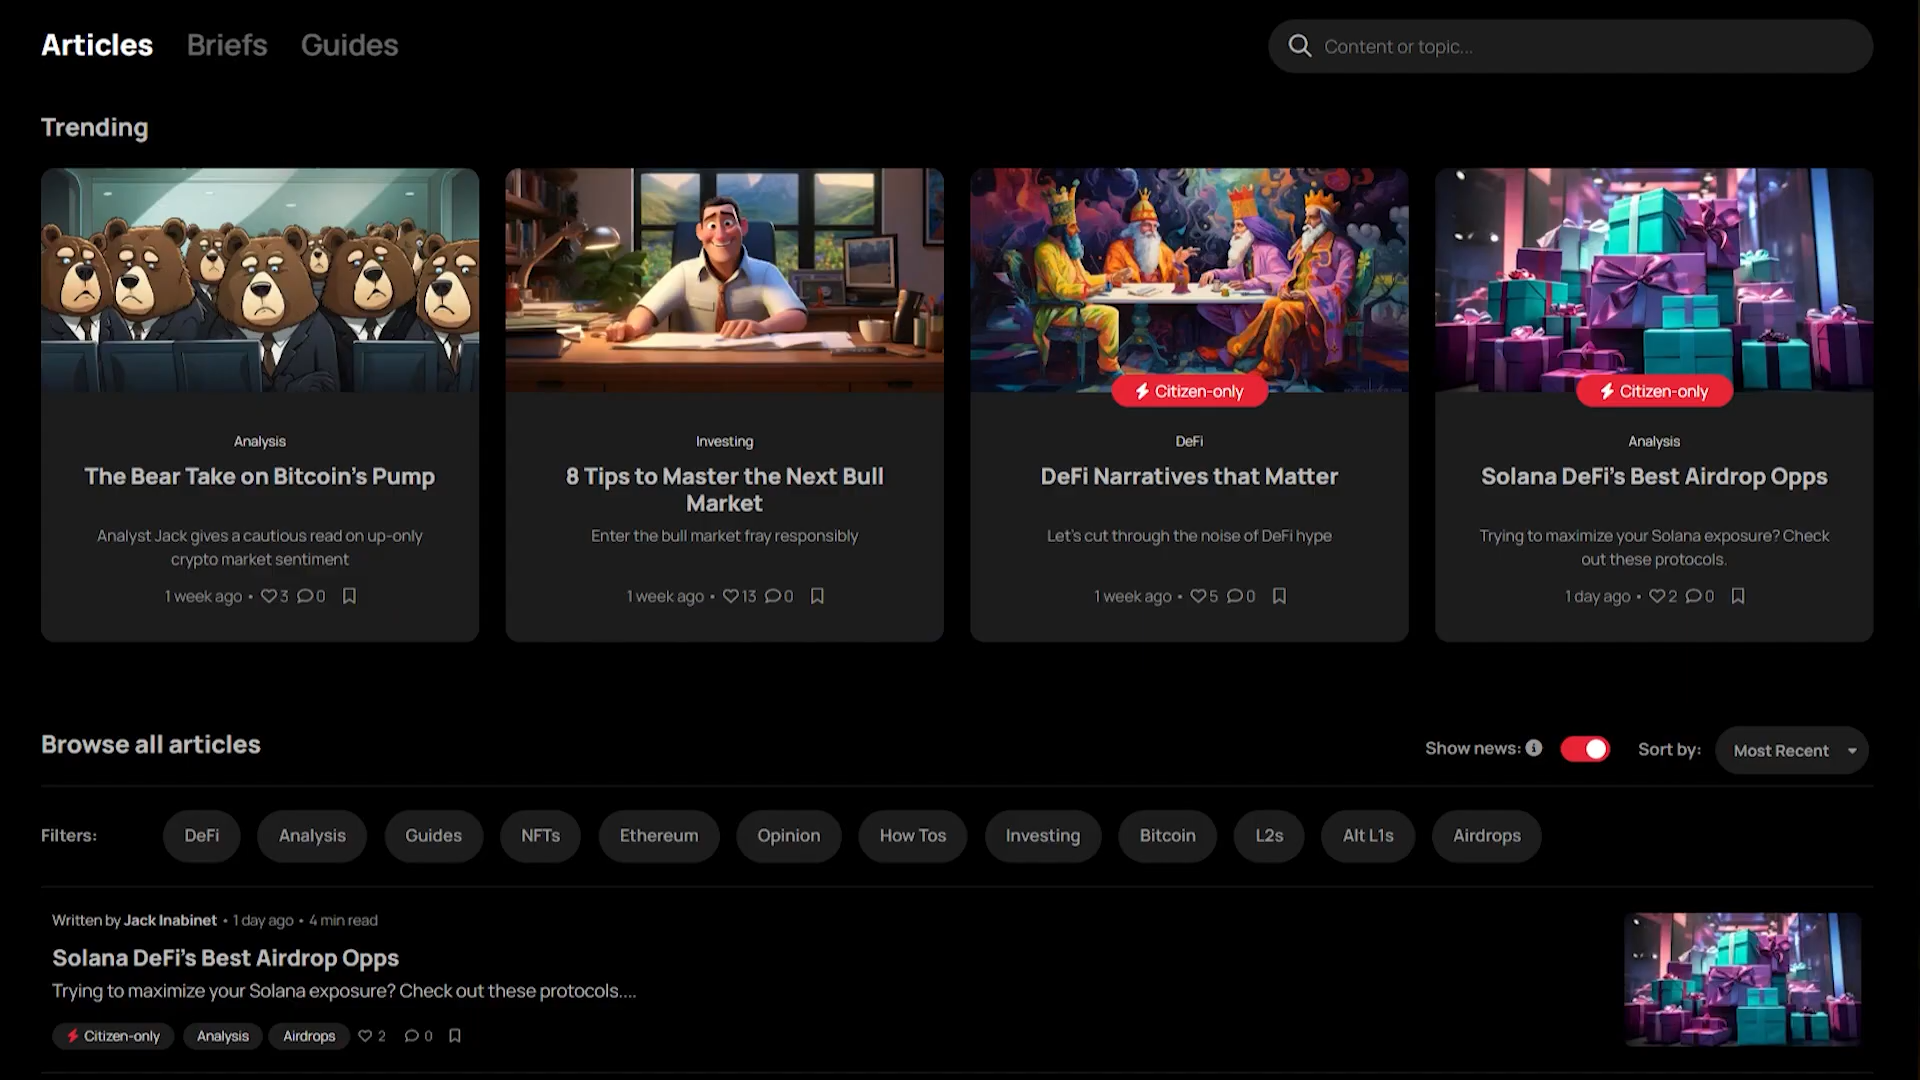 Articles Briefs Guides
Content or topic...
Trending
Citizen-only
Citizen-only
Analysis
The Bear Take on Bitcoin's Pump
Analyst Jack gives a cautious read on up-only
crypto market sentiment
1 week ago • 3 0
Investing
8 Tips to Master the Next Bull
Market
Enter the bull market fray responsibly
1 week ago • 13 0
DeFi
DeFi Narratives that Matter
Let's cut through the noise of DeFi hype
1 week ago • 5 0
Analysis
Solana DeFi's Best Airdrop Opps
Trying to maximize your Solana exposure? Check
out these protocols.
1 day ago • 2 0
Browse all articles
Show news:
Sort by: Most Recent
Filters: DeFi Analysis Guides NFTs Ethereum Opinion How Tos Investing Bitcoin L2s Alt L1s Airdrops
Written by Jack Inabinet • 1 day ago • 4 min read
Solana DeFi's Best Airdrop Opps
Trying to maximize your Solana exposure? Check out these protocols....
Citizen-only Analysis Airdrops 2 0